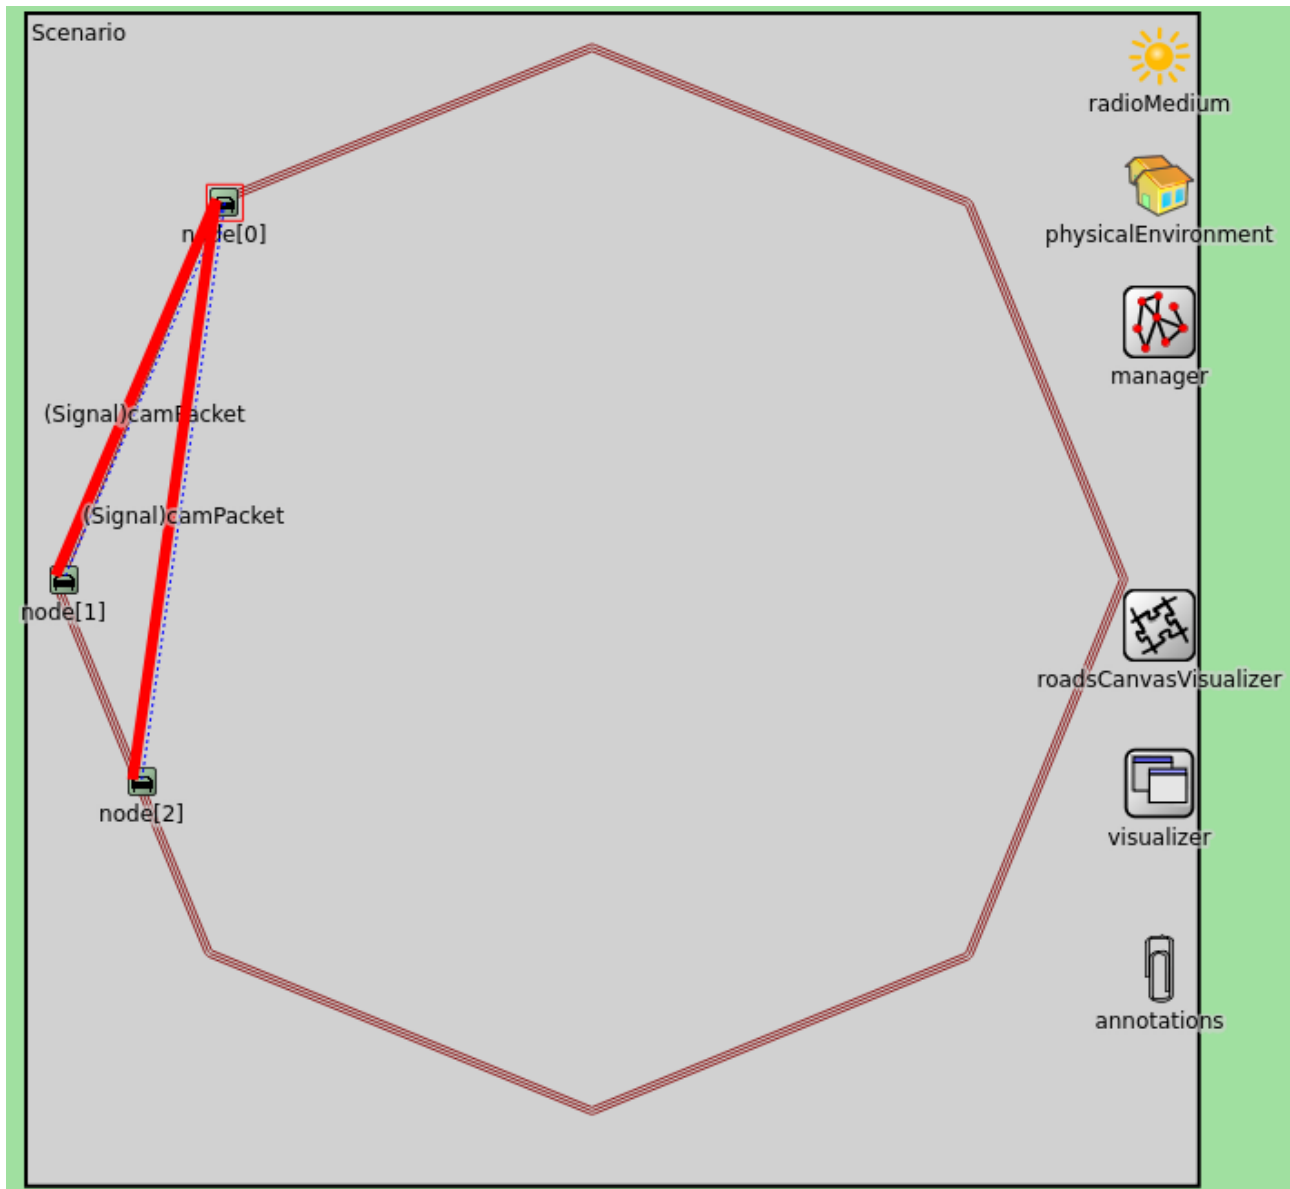 Scenario
radioMedium
physicalEnvironment
node[0]
manager
(Signal)camPacket
(Signal)camPacket
node[1]
roadsCanvasVisualizer
node[2]
visualizer
annotations